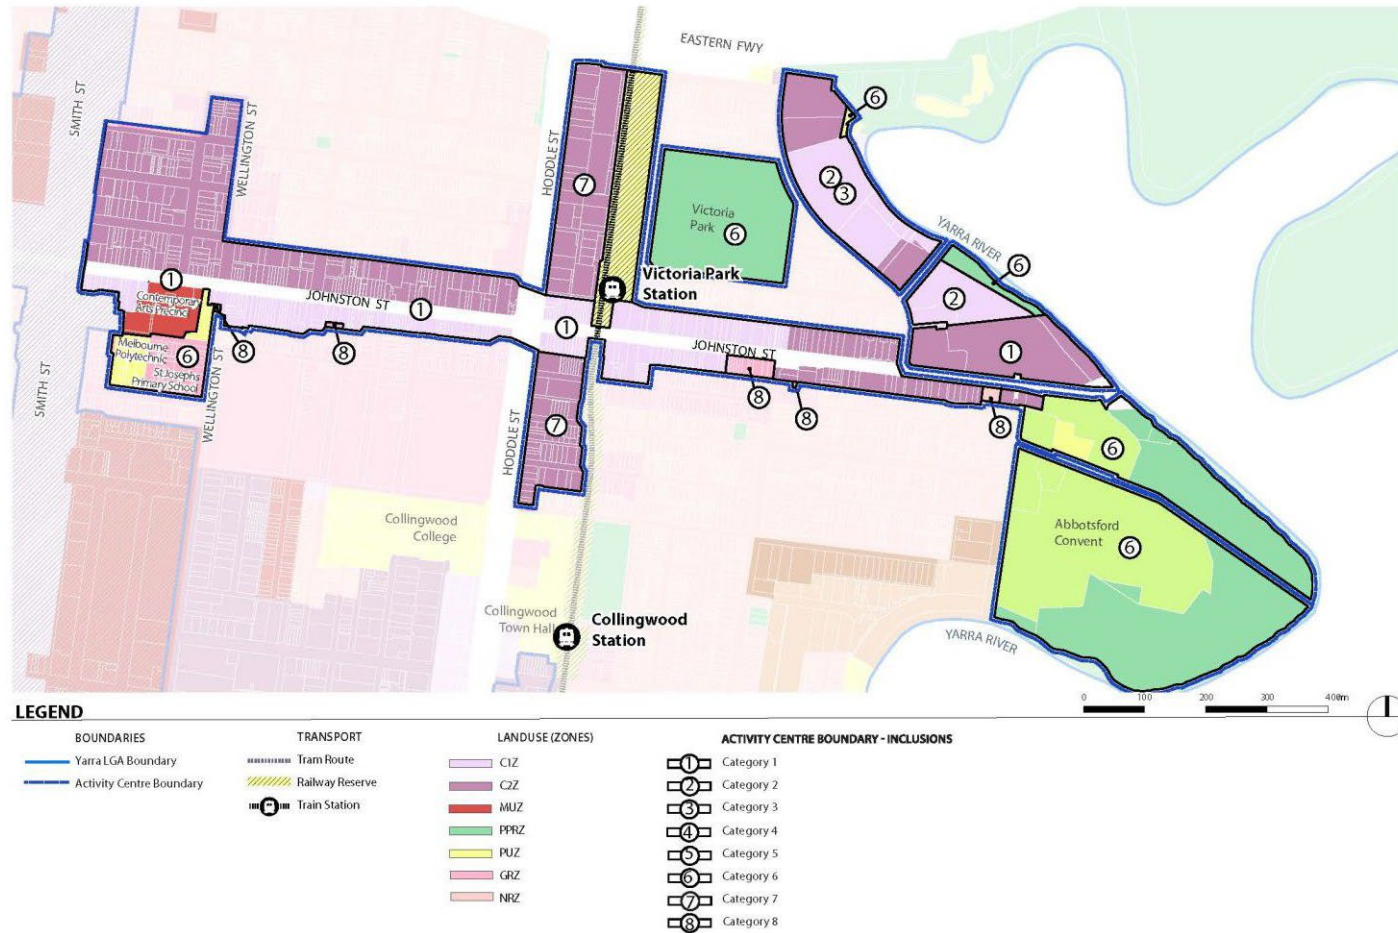 EASTERN FWY
SMITH ST
WELLINGTON ST
HODDLE ST
6
7
2
3
Victoria
Park
6
YARRA RIVER
6
Victoria Park
Station
1
Contemporary
Arts Precinct
JOHNSTON ST
1
1
2
JOHNSTON ST
1
Melbourne
Polytechnic
6
St Josephs
Primary School
8
8
8
8
8
SMITH ST
WELLINGTON ST
HODDLE ST
7
6
Collingwood
College
Abbotsford
Convent
6
Collingwood
Town Hall
Collingwood
Station
YARRA RIVER
0 100 200 300 400m
LEGEND
BOUNDARIES
Yarra LGA Boundary
Activity Centre Boundary
TRANSPORT
Tram Route
Railway Reserve
Train Station
LANDUSE (ZONES)
C1Z
C2Z
MUZ
PPRZ
PUZ
GRZ
NRZ
ACTIVITY CENTRE BOUNDARY - INCLUSIONS
1 Category 1
2 Category 2
3 Category 3
4 Category 4
5 Category 5
6 Category 6
7 Category 7
8 Category 8